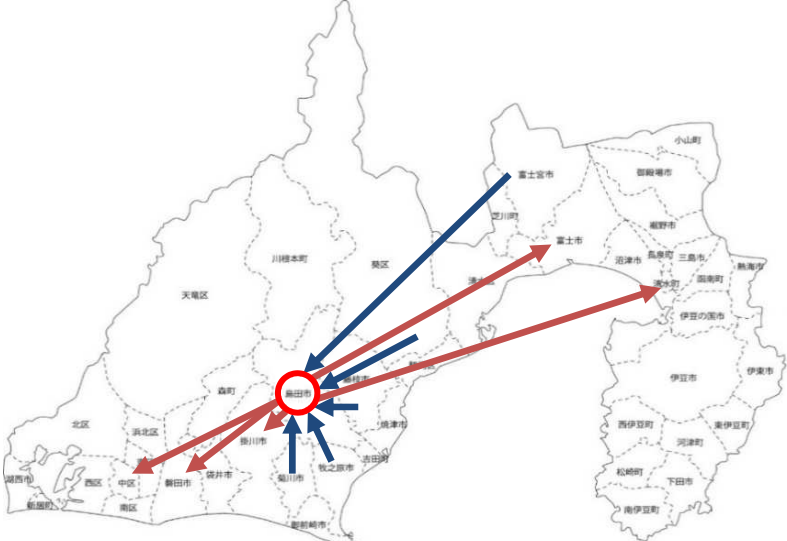 小山町
御殿場市
富士宮市
裾野市
芝川町
富士市
長泉町
三島市
沼津市
熱海市
函南町
清水町
川根本町
葵区
清水区
天竜区
伊豆の国市
伊豆市
伊東市
森町
島田市
藤枝市
北区
浜北区
焼津市
西伊豆町
東伊豆町
掛川市
河津町
吉田町
牧之原市
松崎町
湖西市
西区
中区
磐田市
袋井市
菊川市
下田市
新居町
南区
南伊豆町
御前崎市